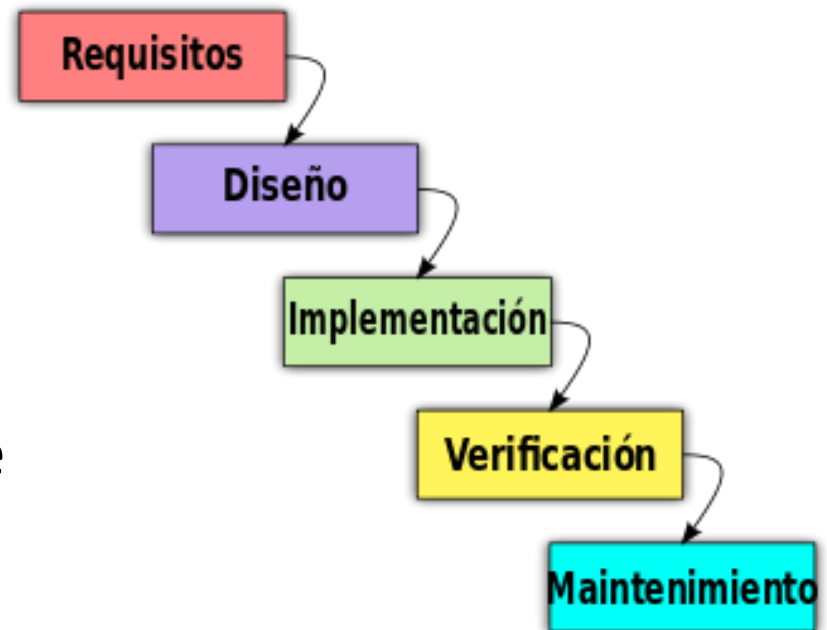 Requisitos
Diseño
Implementación
e
Verificación
Maintenimiento